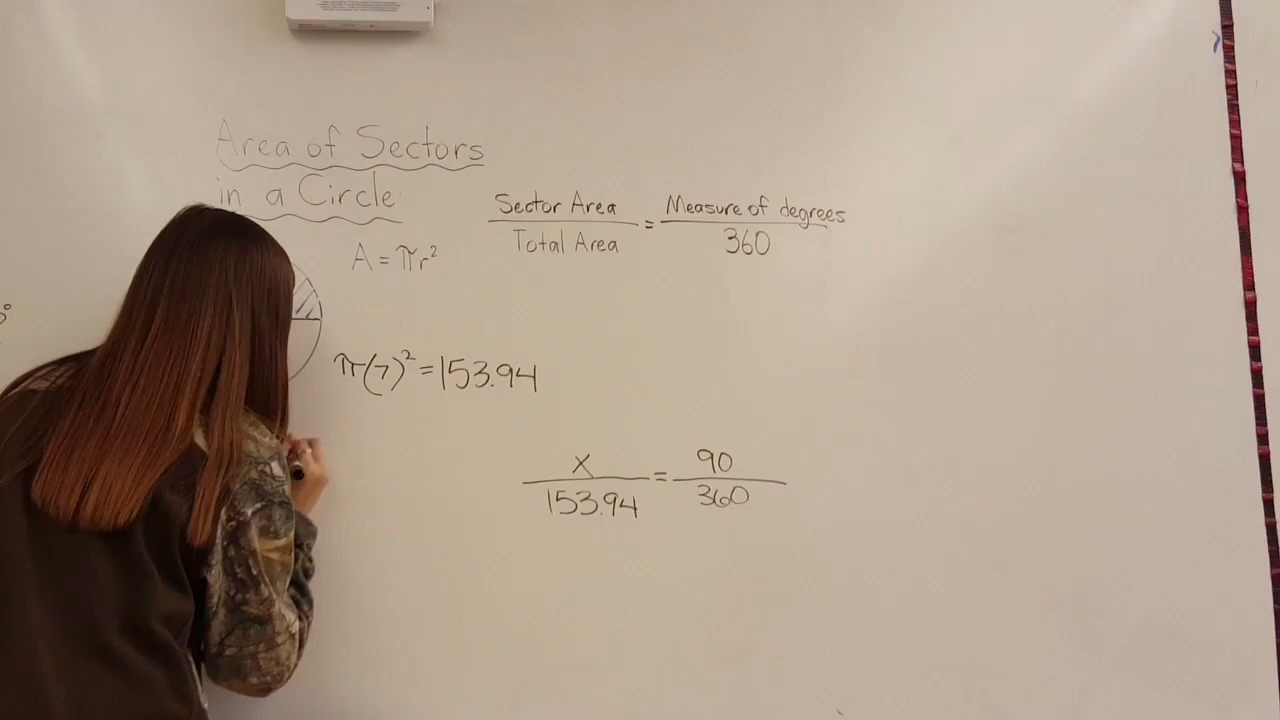 Area of Sectors
in a Circle:
Sector Area / Total Area = Measure of degrees / 360
A = πr²
π(7)² = 153.94
x / 153.94 = 90 / 360